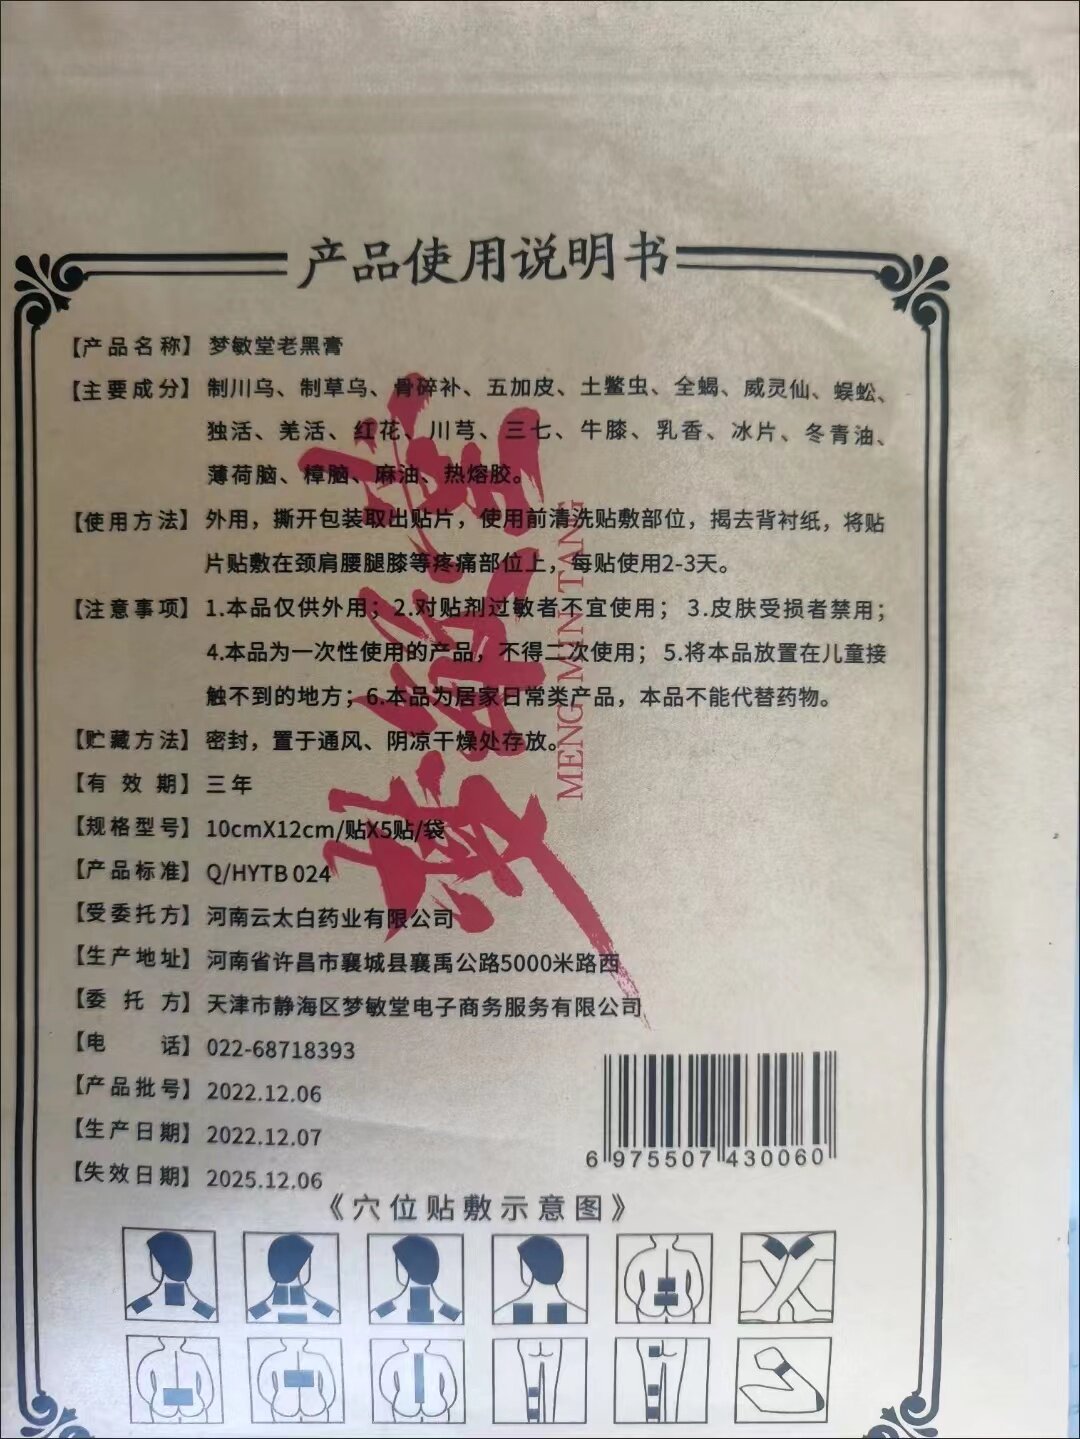 产品使用说明书
【产品名称】梦敏堂老黑膏
【主要成分】制川乌、制草乌、骨碎补、五加皮、土鳖虫、全蝎、威灵仙、蜈蚣、
独活、羌活、红花、川芎、三七、牛膝、乳香、冰片、冬青油、
薄荷脑、樟脑、麻油、热熔胶。
【使用方法】外用，撕开包装取出贴片，使用前清洗贴敷部位，揭去背衬纸，将贴
片贴敷在颈肩腰腿膝等疼痛部位上，每贴使用2-3天。
【注意事项】1.本品仅供外用；2.对贴剂过敏者不宜使用；3.皮肤受损者禁用；
4.本品为一次性使用的产品，不得二次使用；5.将本品放置在儿童接
触不到的地方；6.本品为居家日常类产品，本品不能代替药物。
【贮藏方法】密封，置于通风、阴凉干燥处存放。
【有效期】三年
【规格型号】10cmX12cm/贴X5贴/袋
【产品标准】Q/HYTB 024
【受委托方】河南云太白药业有限公司
【生产地址】河南省许昌市襄城县襄禹公路5000米路西
【委托方】天津市静海区梦敏堂电子商务服务有限公司
【电话】022-68718393
【产品批号】2022.12.06
【生产日期】2022.12.07
【失效日期】2025.12.06
梦敏堂
MENG MIN TANG
6 975507 430060
《穴位贴敷示意图》